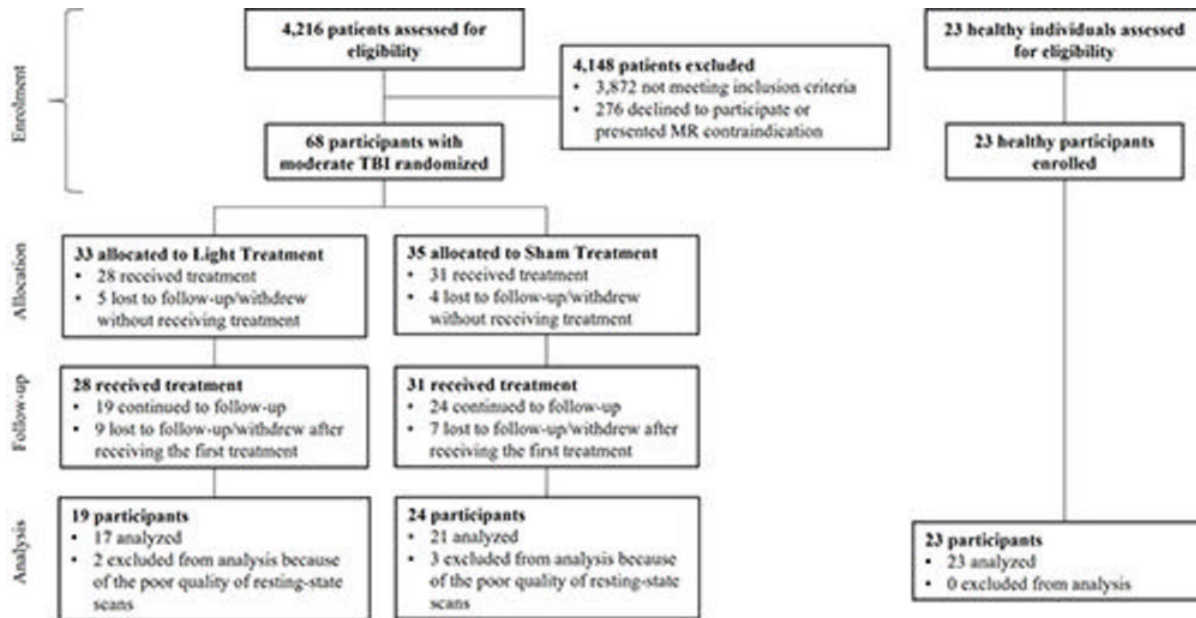 4,216 patients assessed for
eligibility
23 healthy individuals assessed
for eligibility
4,148 patients excluded
• 3,872 not meeting inclusion criteria
• 276 declined to participate or
presented MR contraindication
Enrolment
68 participants with
moderate TBI randomized
23 healthy participants
enrolled
Allocation
33 allocated to Light Treatment
• 28 received treatment
• 5 lost to follow-up/withdrew
without receiving treatment
35 allocated to Sham Treatment
• 31 received treatment
• 4 lost to follow-up/withdrew
without receiving treatment
Follow-up
28 received treatment
• 19 continued to follow-up
• 9 lost to follow-up/withdrew after
receiving the first treatment
31 received treatment
• 24 continued to follow-up
• 7 lost to follow-up/withdrew after
receiving the first treatment
Analysis
19 participants
• 17 analyzed
• 2 excluded from analysis because
of the poor quality of resting-state
scans
24 participants
• 21 analyzed
• 3 excluded from analysis because
of the poor quality of resting-state
scans
23 participants
• 23 analyzed
• 0 excluded from analysis